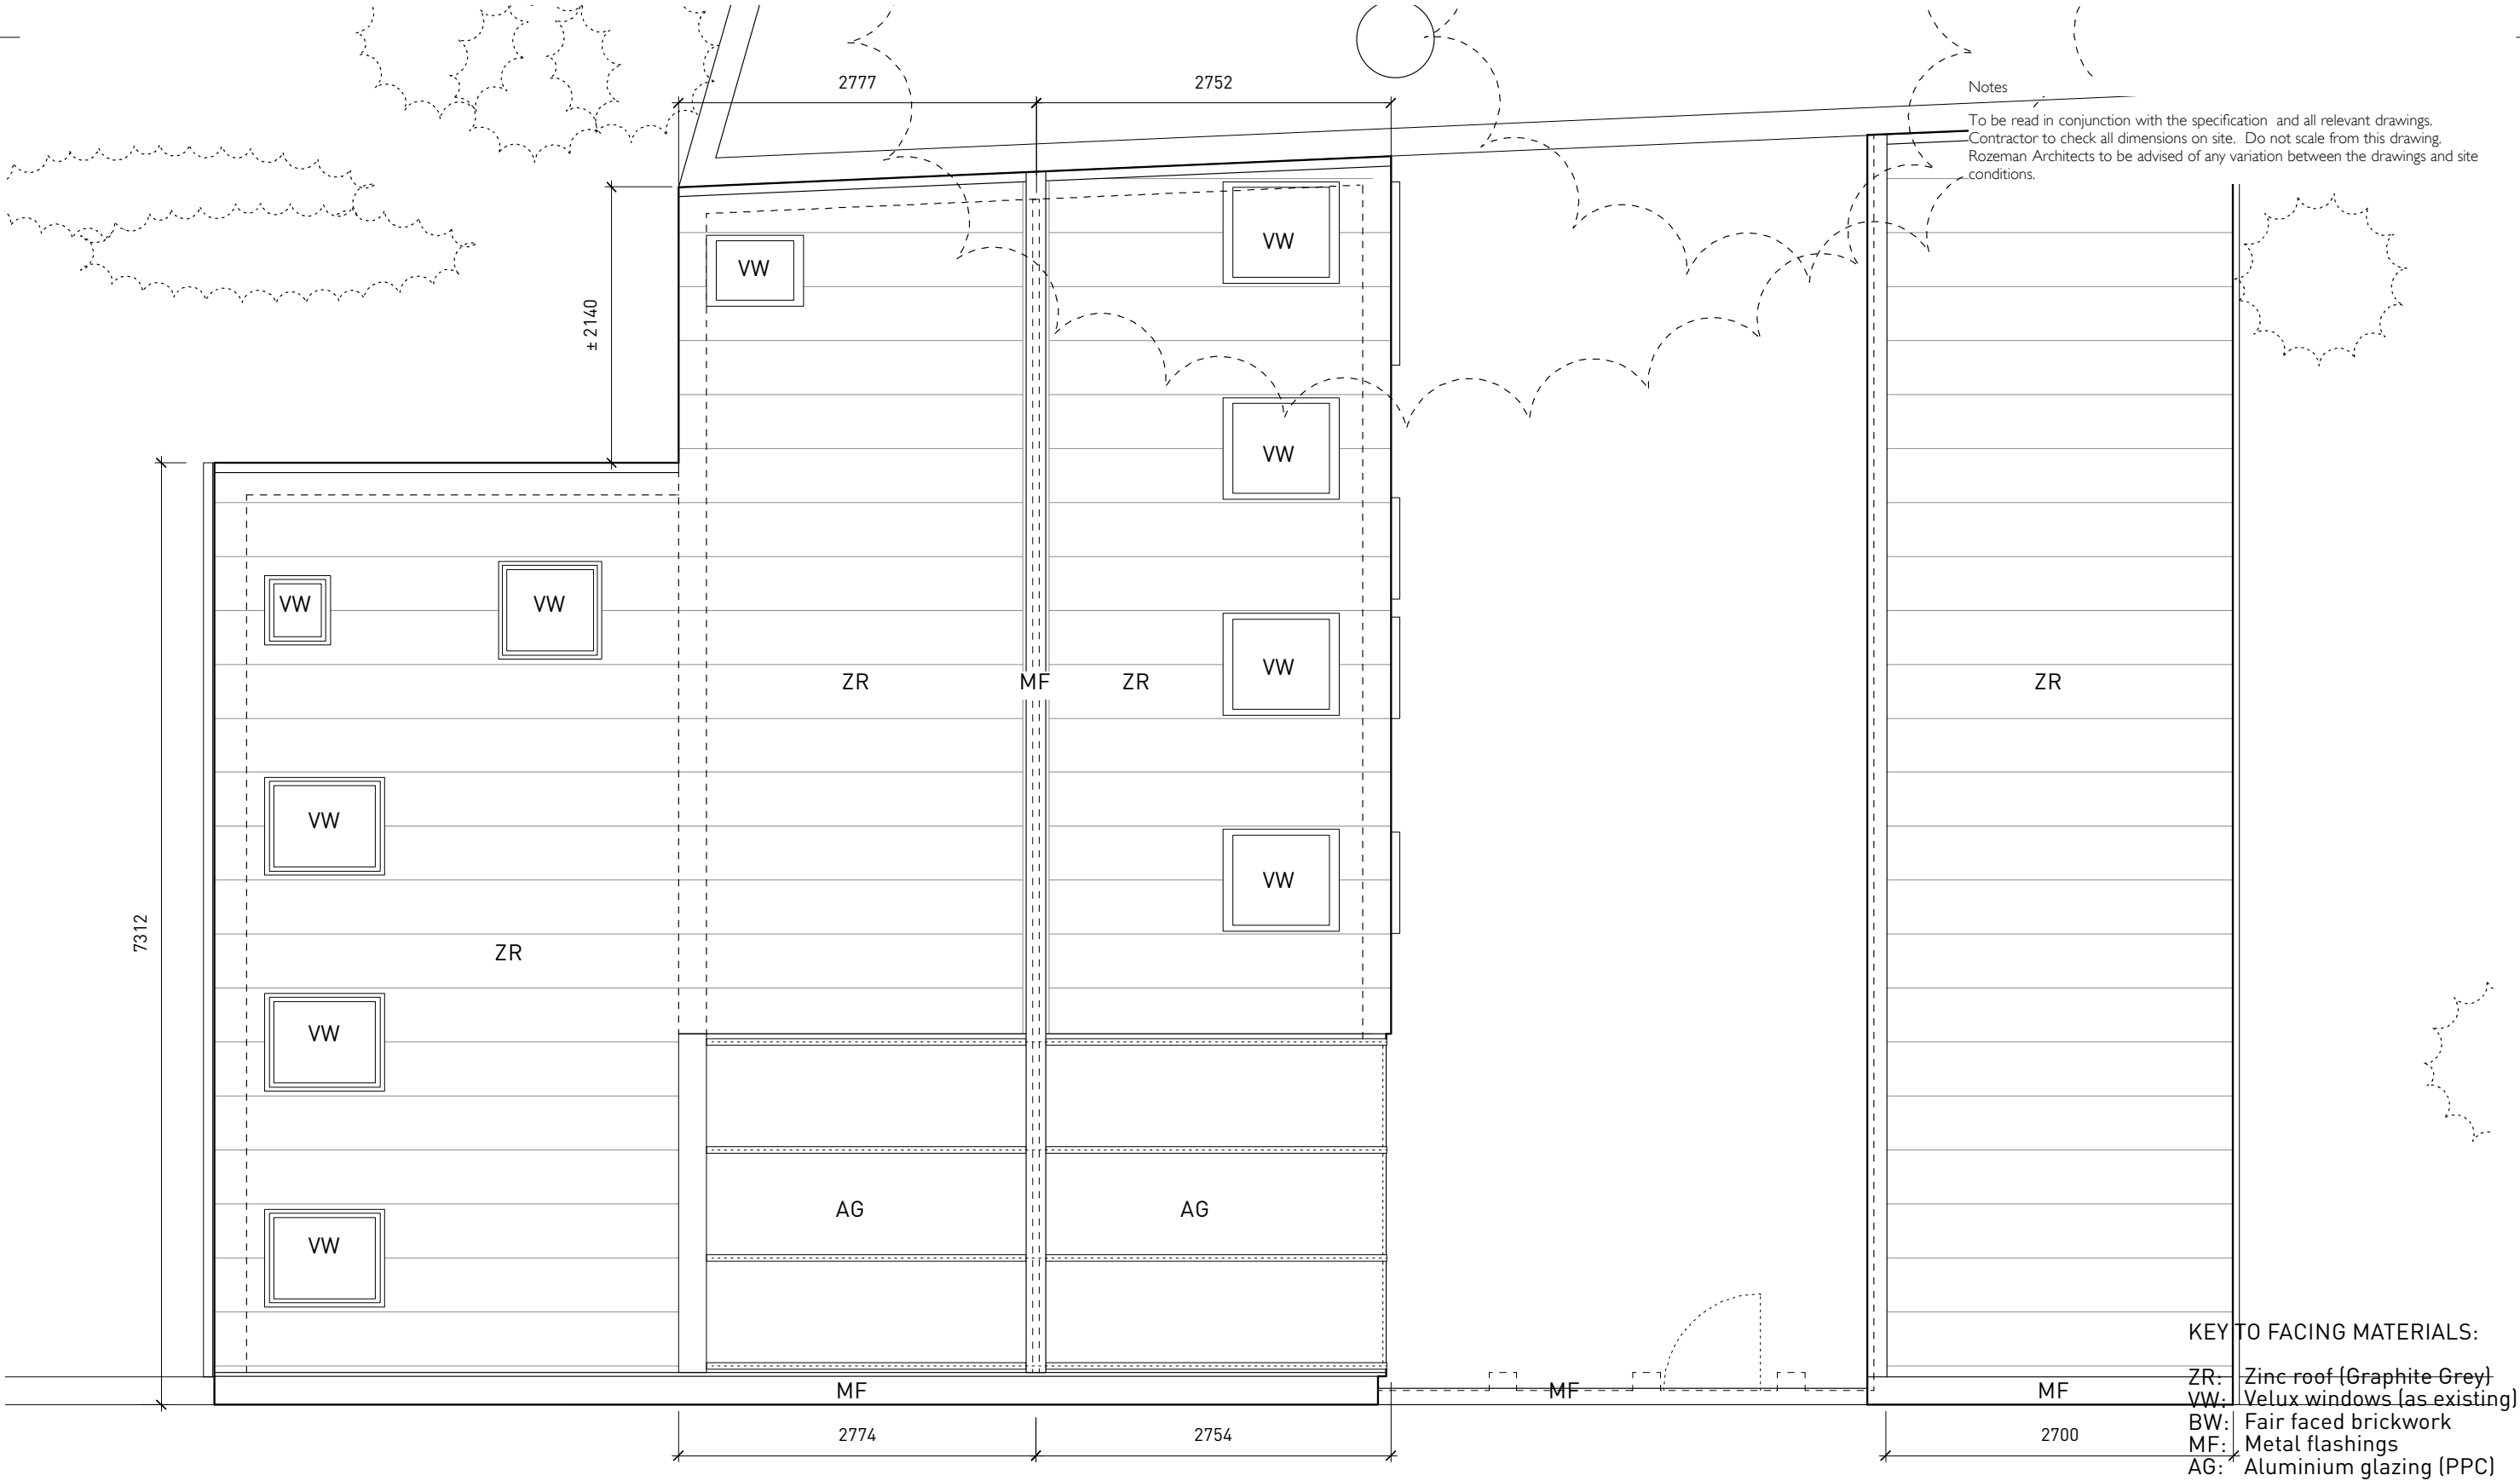 2777
2752
Notes
To be read in conjunction with the specification and all relevant drawings.
Contractor to check all dimensions on site. Do not scale from this drawing.
Rozeman Architects to be advised of any variation between the drawings and site
conditions.
VW
VW
± 2140
VW
VW
VW
VW
ZR
MF
ZR
ZR
VW
VW
VW
7312
ZR
VW
AG
AG
VW
MF
MF
MF
2774
2754
2700
KEY TO FACING MATERIALS:
ZR: Zinc roof (Graphite Grey)
VW: Velux windows (as existing)
BW: Fair faced brickwork
MF: Metal flashings
AG: Aluminium glazing (PPC)